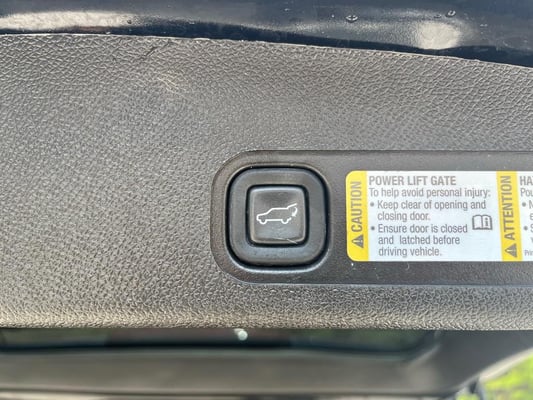 CAUTION
POWER LIFT GATE
To help avoid personal injury:
• Keep clear of opening and
closing door.
• Ensure door is closed
and latched before
driving vehicle.
ATTENTION